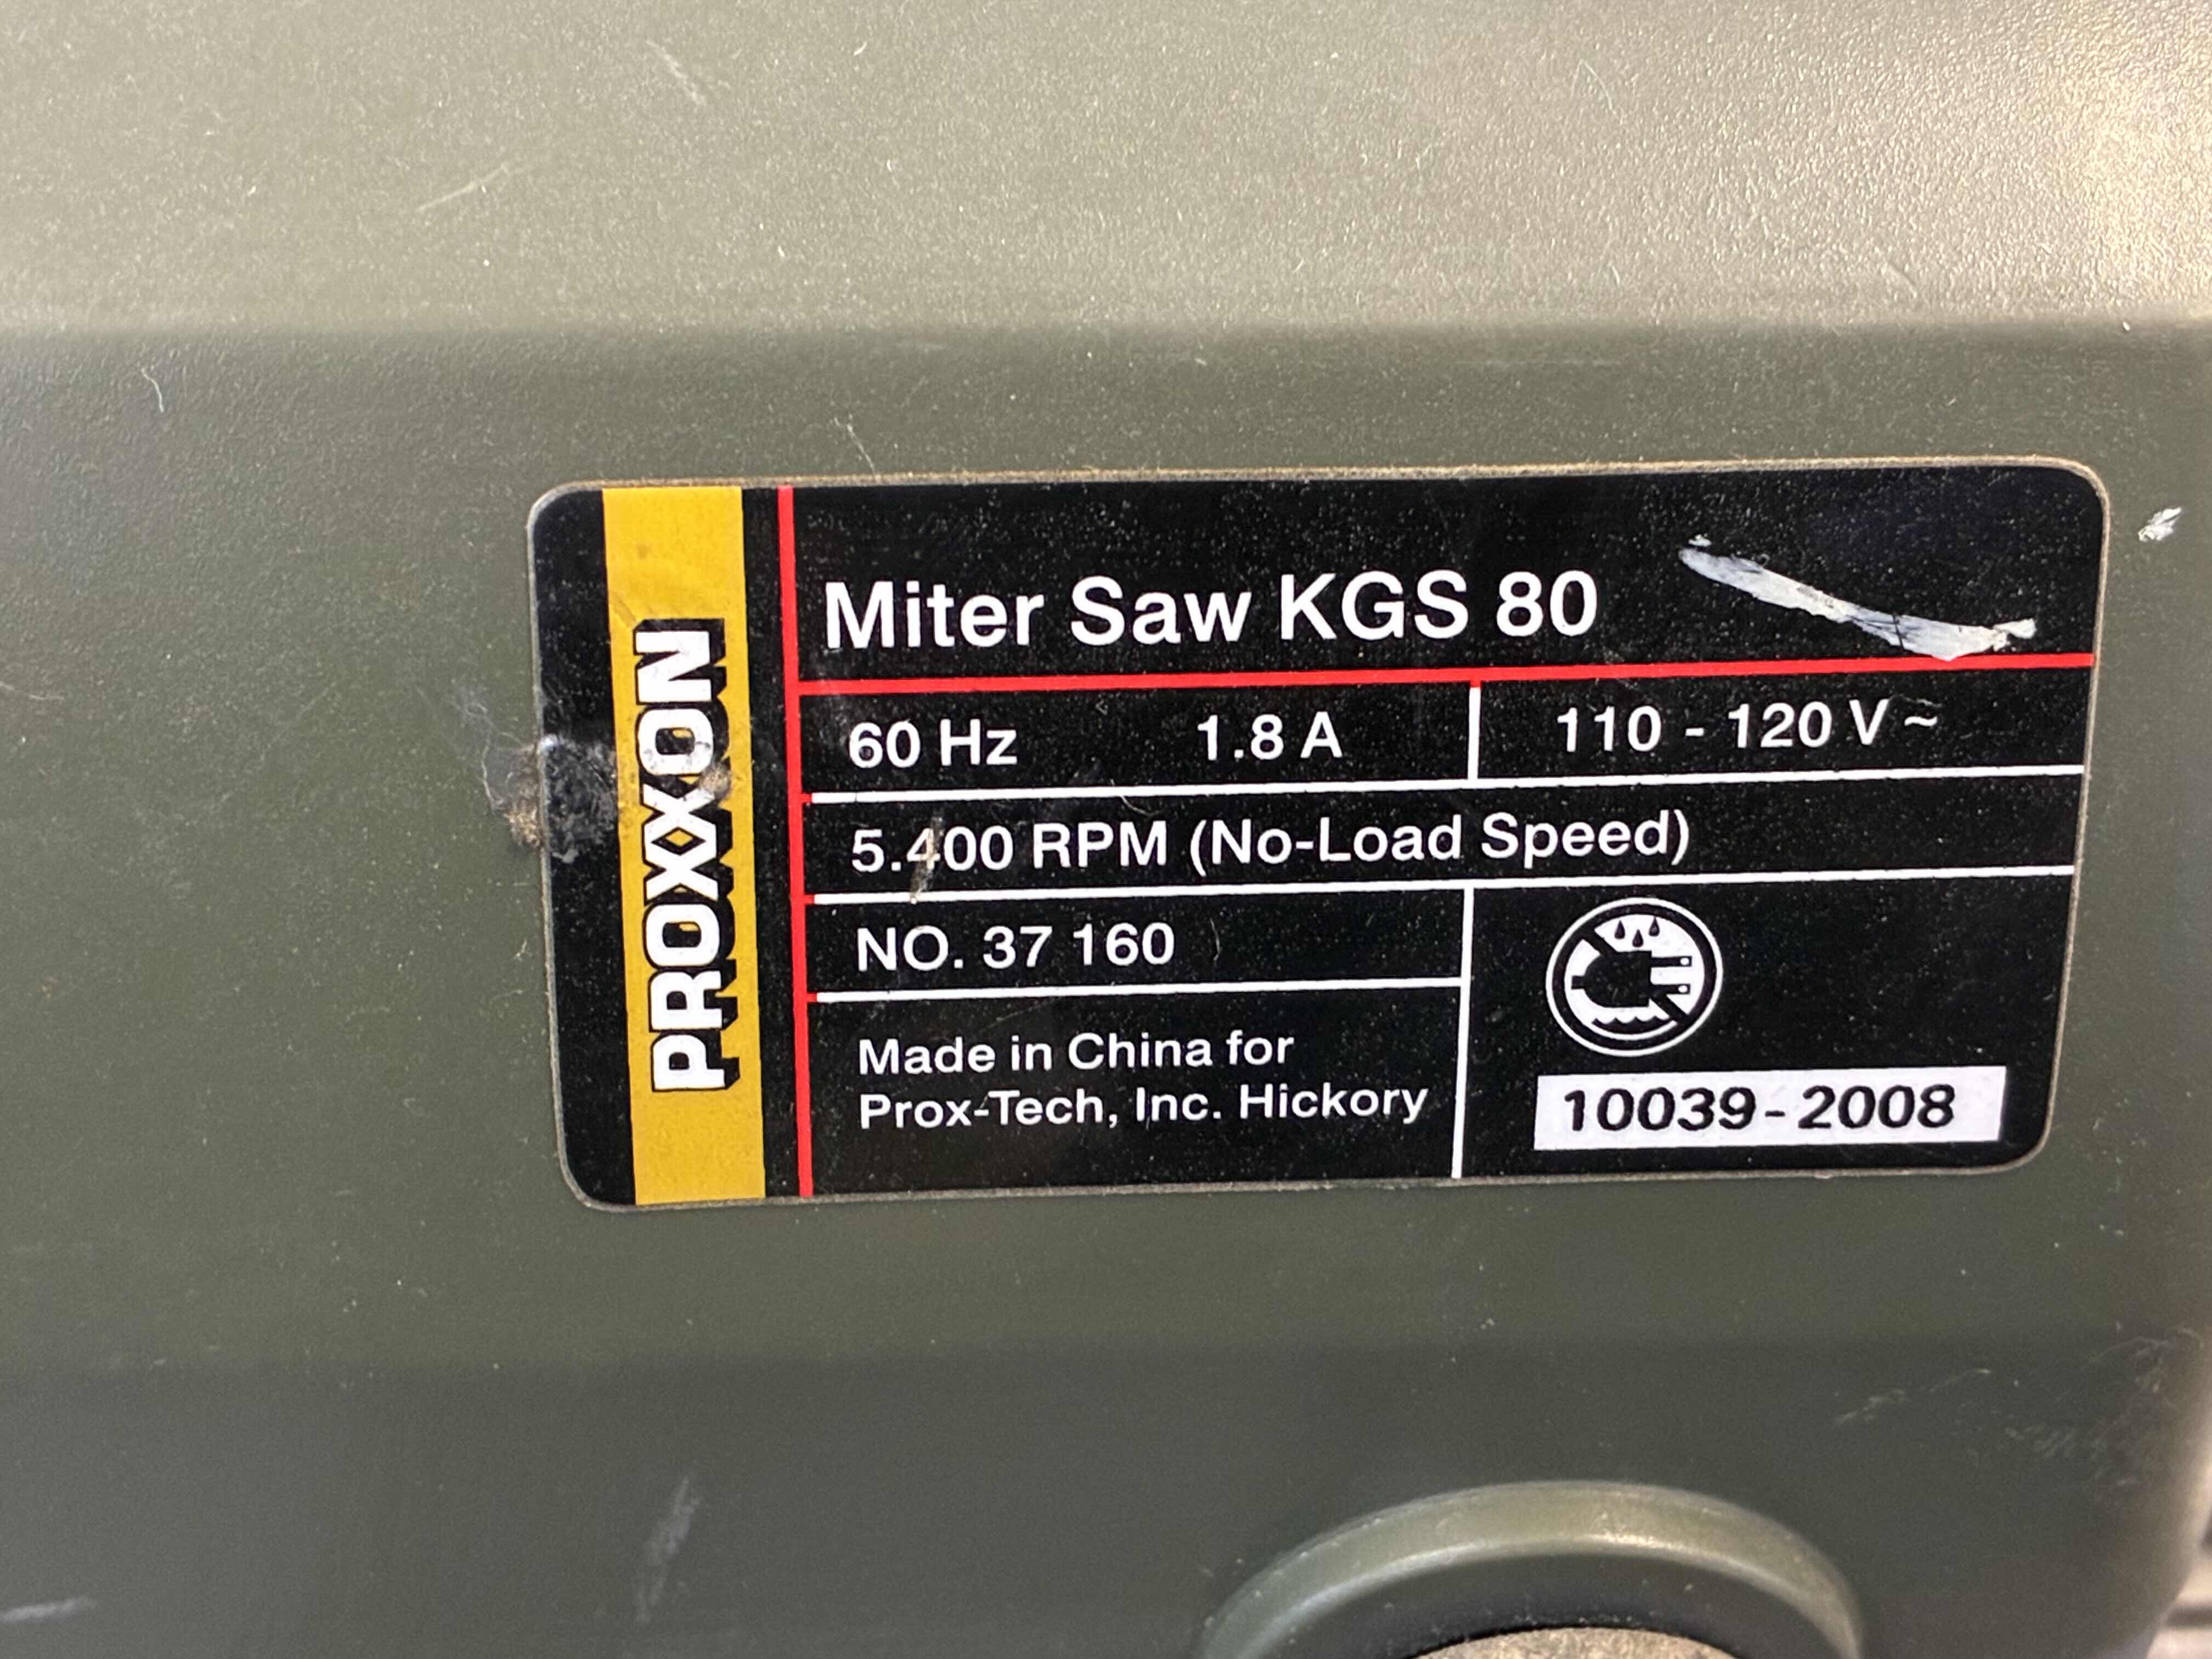 PROXXON
Miter Saw KGS 80
60 Hz 1.8 A 110 - 120 V ~
5.400 RPM (No-Load Speed)
NO. 37 160
Made in China for
Prox-Tech, Inc. Hickory
10039-2008